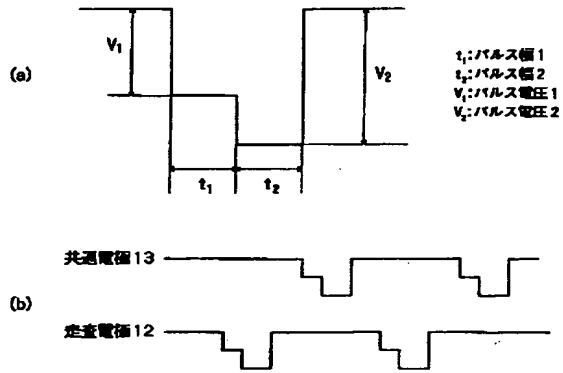 (a)
V₁
V₂
t₁
t₂
t₁:パルス幅1
t₂:パルス幅2
V₁:パルス電圧1
V₂:パルス電圧2
(b)
共通電極13
走査電極12